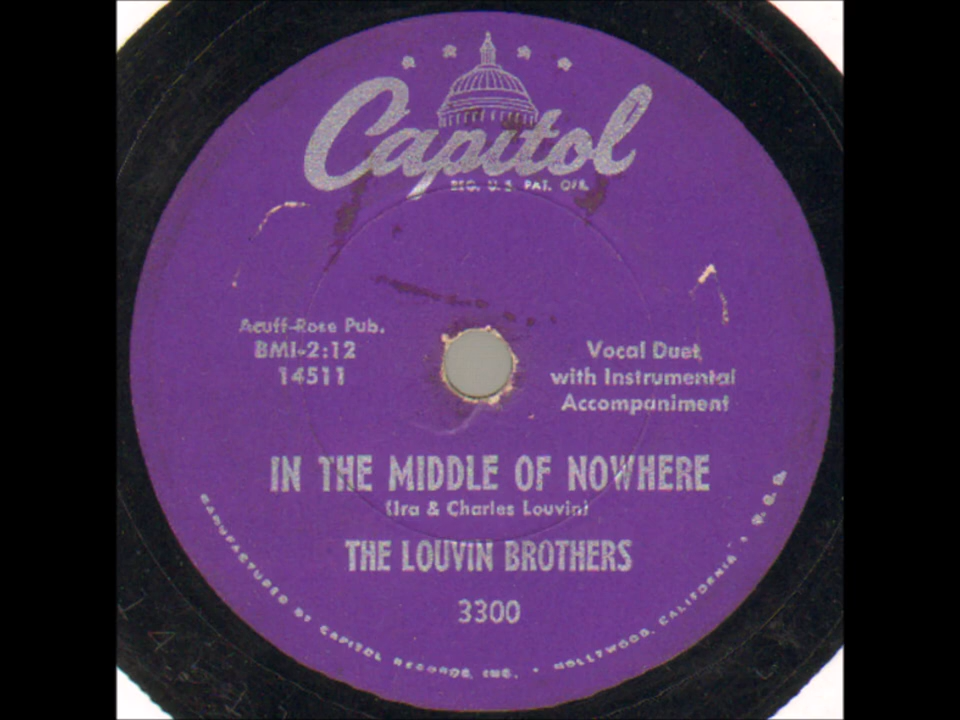 Capitol
REG. U. S. PAT. OFF.
Acuff-Rose Pub.
BMI-2:12
14511
Vocal Duet
with Instrumental
Accompaniment
IN THE MIDDLE OF NOWHERE
(Ira & Charles Louvin)
THE LOUVIN BROTHERS
3300
MANUFACTURED BY CAPITOL RECORDS, INC. • HOLLYWOOD, CALIFORNIA • U.S.A.